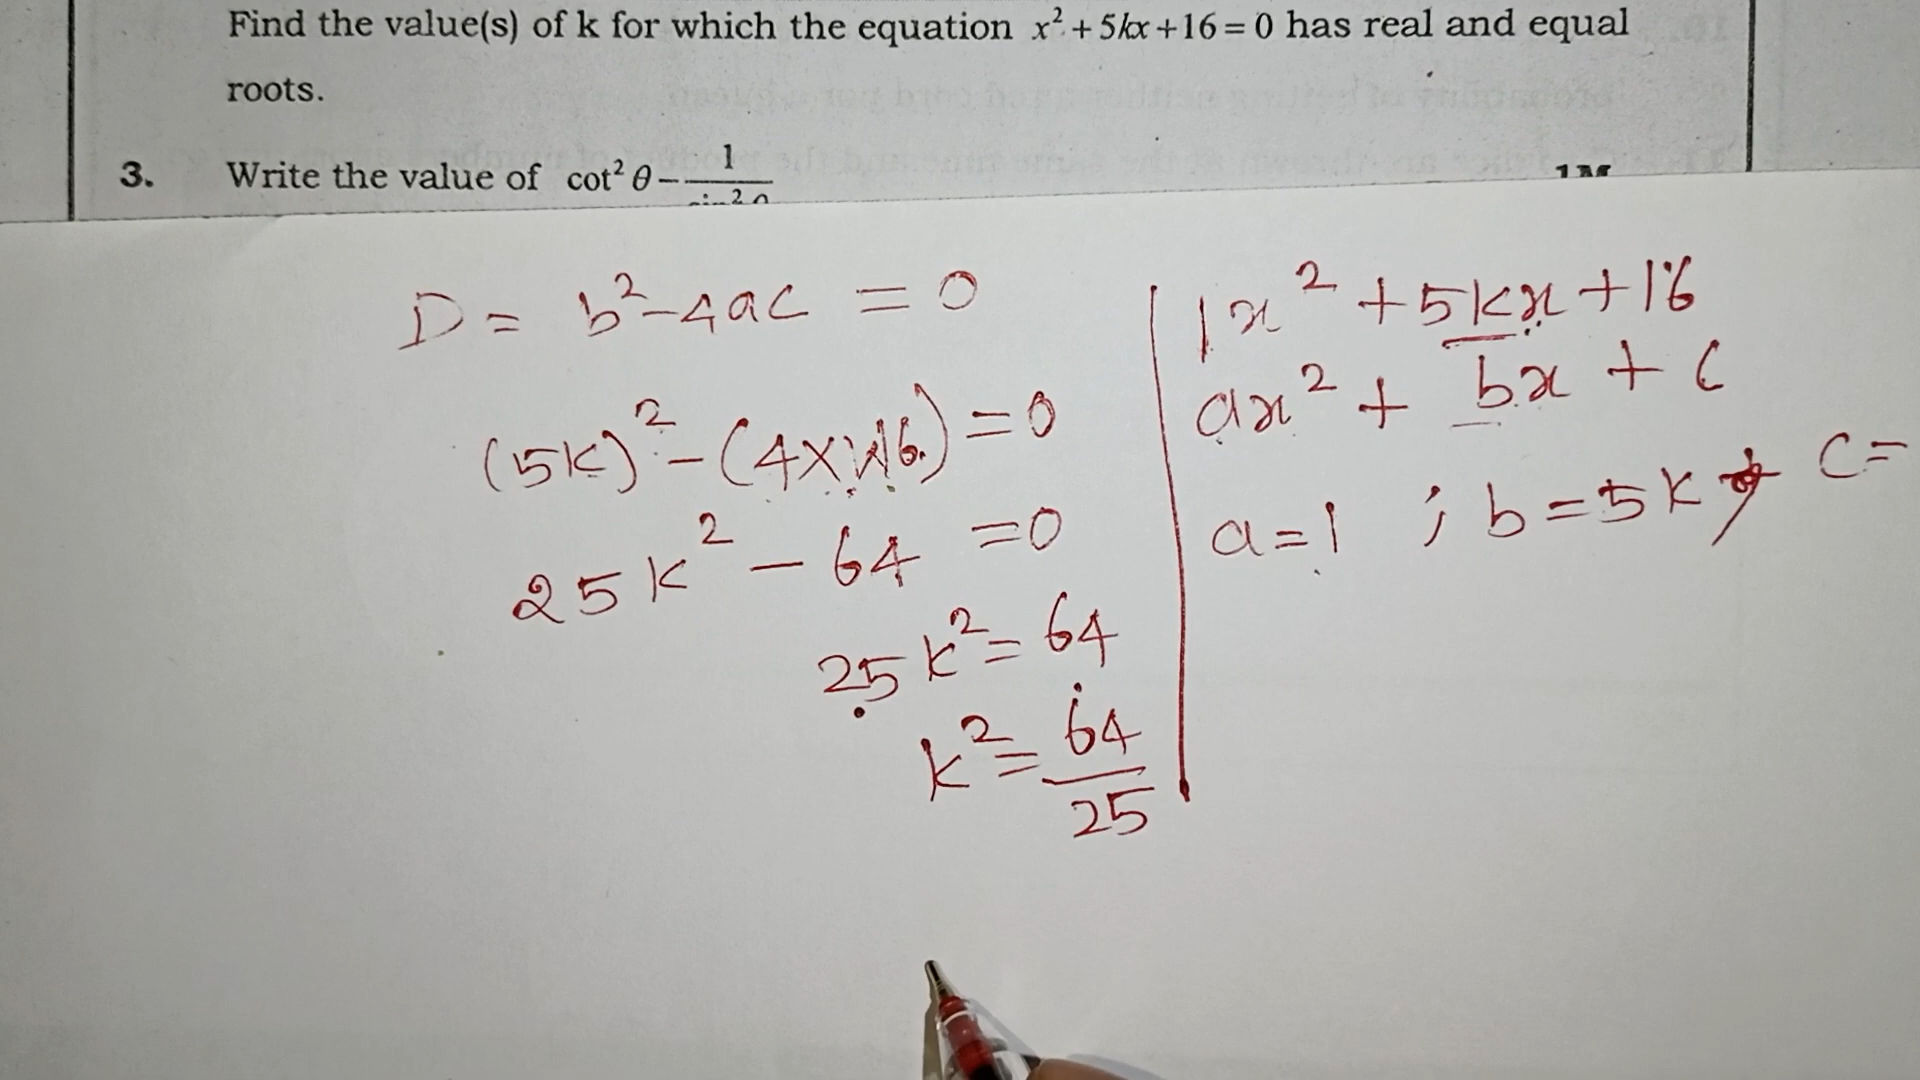 Find the value(s) of k for which the equation x² + 5kx + 16 = 0 has real and equal
roots.
3. Write the value of cot² θ − 1
D = b² − 4ac = 0
(5k)² − (4×1×16) = 0
25k² − 64 = 0
25k² = 64
k² = 64/25
1x² + 5kx + 16
ax² + bx + c
a = 1 ; b = 5k, c =